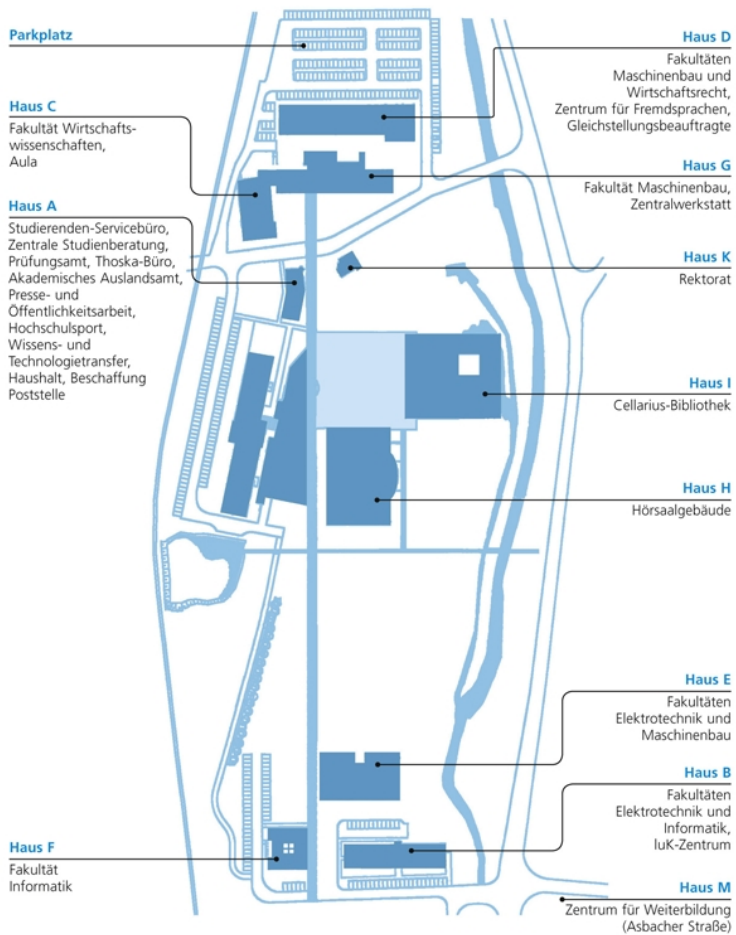 Parkplatz
Haus C
Fakultät Wirtschafts-
wissenschaften,
Aula
Haus A
Studierenden-Servicebüro,
Zentrale Studienberatung,
Prüfungsamt, Thoska-Büro,
Akademisches Auslandsamt,
Presse- und
Öffentlichkeitsarbeit,
Hochschulsport,
Wissens- und
Technologietransfer,
Haushalt, Beschaffung
Poststelle
Haus F
Fakultät
Informatik
Haus D
Fakultäten
Maschinenbau und
Wirtschaftsrecht,
Zentrum für Fremdsprachen,
Gleichstellungsbeauftragte
Haus G
Fakultät Maschinenbau,
Zentralwerkstatt
Haus K
Rektorat
Haus I
Cellarius-Bibliothek
Haus H
Hörsaalgebäude
Haus E
Fakultäten
Elektrotechnik und
Maschinenbau
Haus B
Fakultäten
Elektrotechnik und
Informatik,
IuK-Zentrum
Haus M
Zentrum für Weiterbildung
(Asbacher Straße)